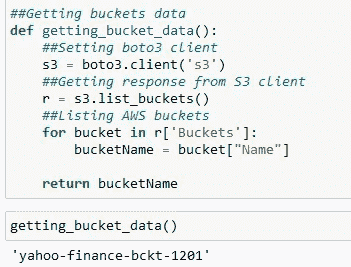 ##Getting buckets data
def getting_bucket_data():
    ##Setting boto3 client
    s3 = boto3.client('s3')
    ##Getting response from S3 client
    r = s3.list_buckets()
    ##Listing AWS buckets
    for bucket in r['Buckets']:
        bucketName = bucket["Name"]
    return bucketName
getting_bucket_data()
'yahoo-finance-bckt-1201'